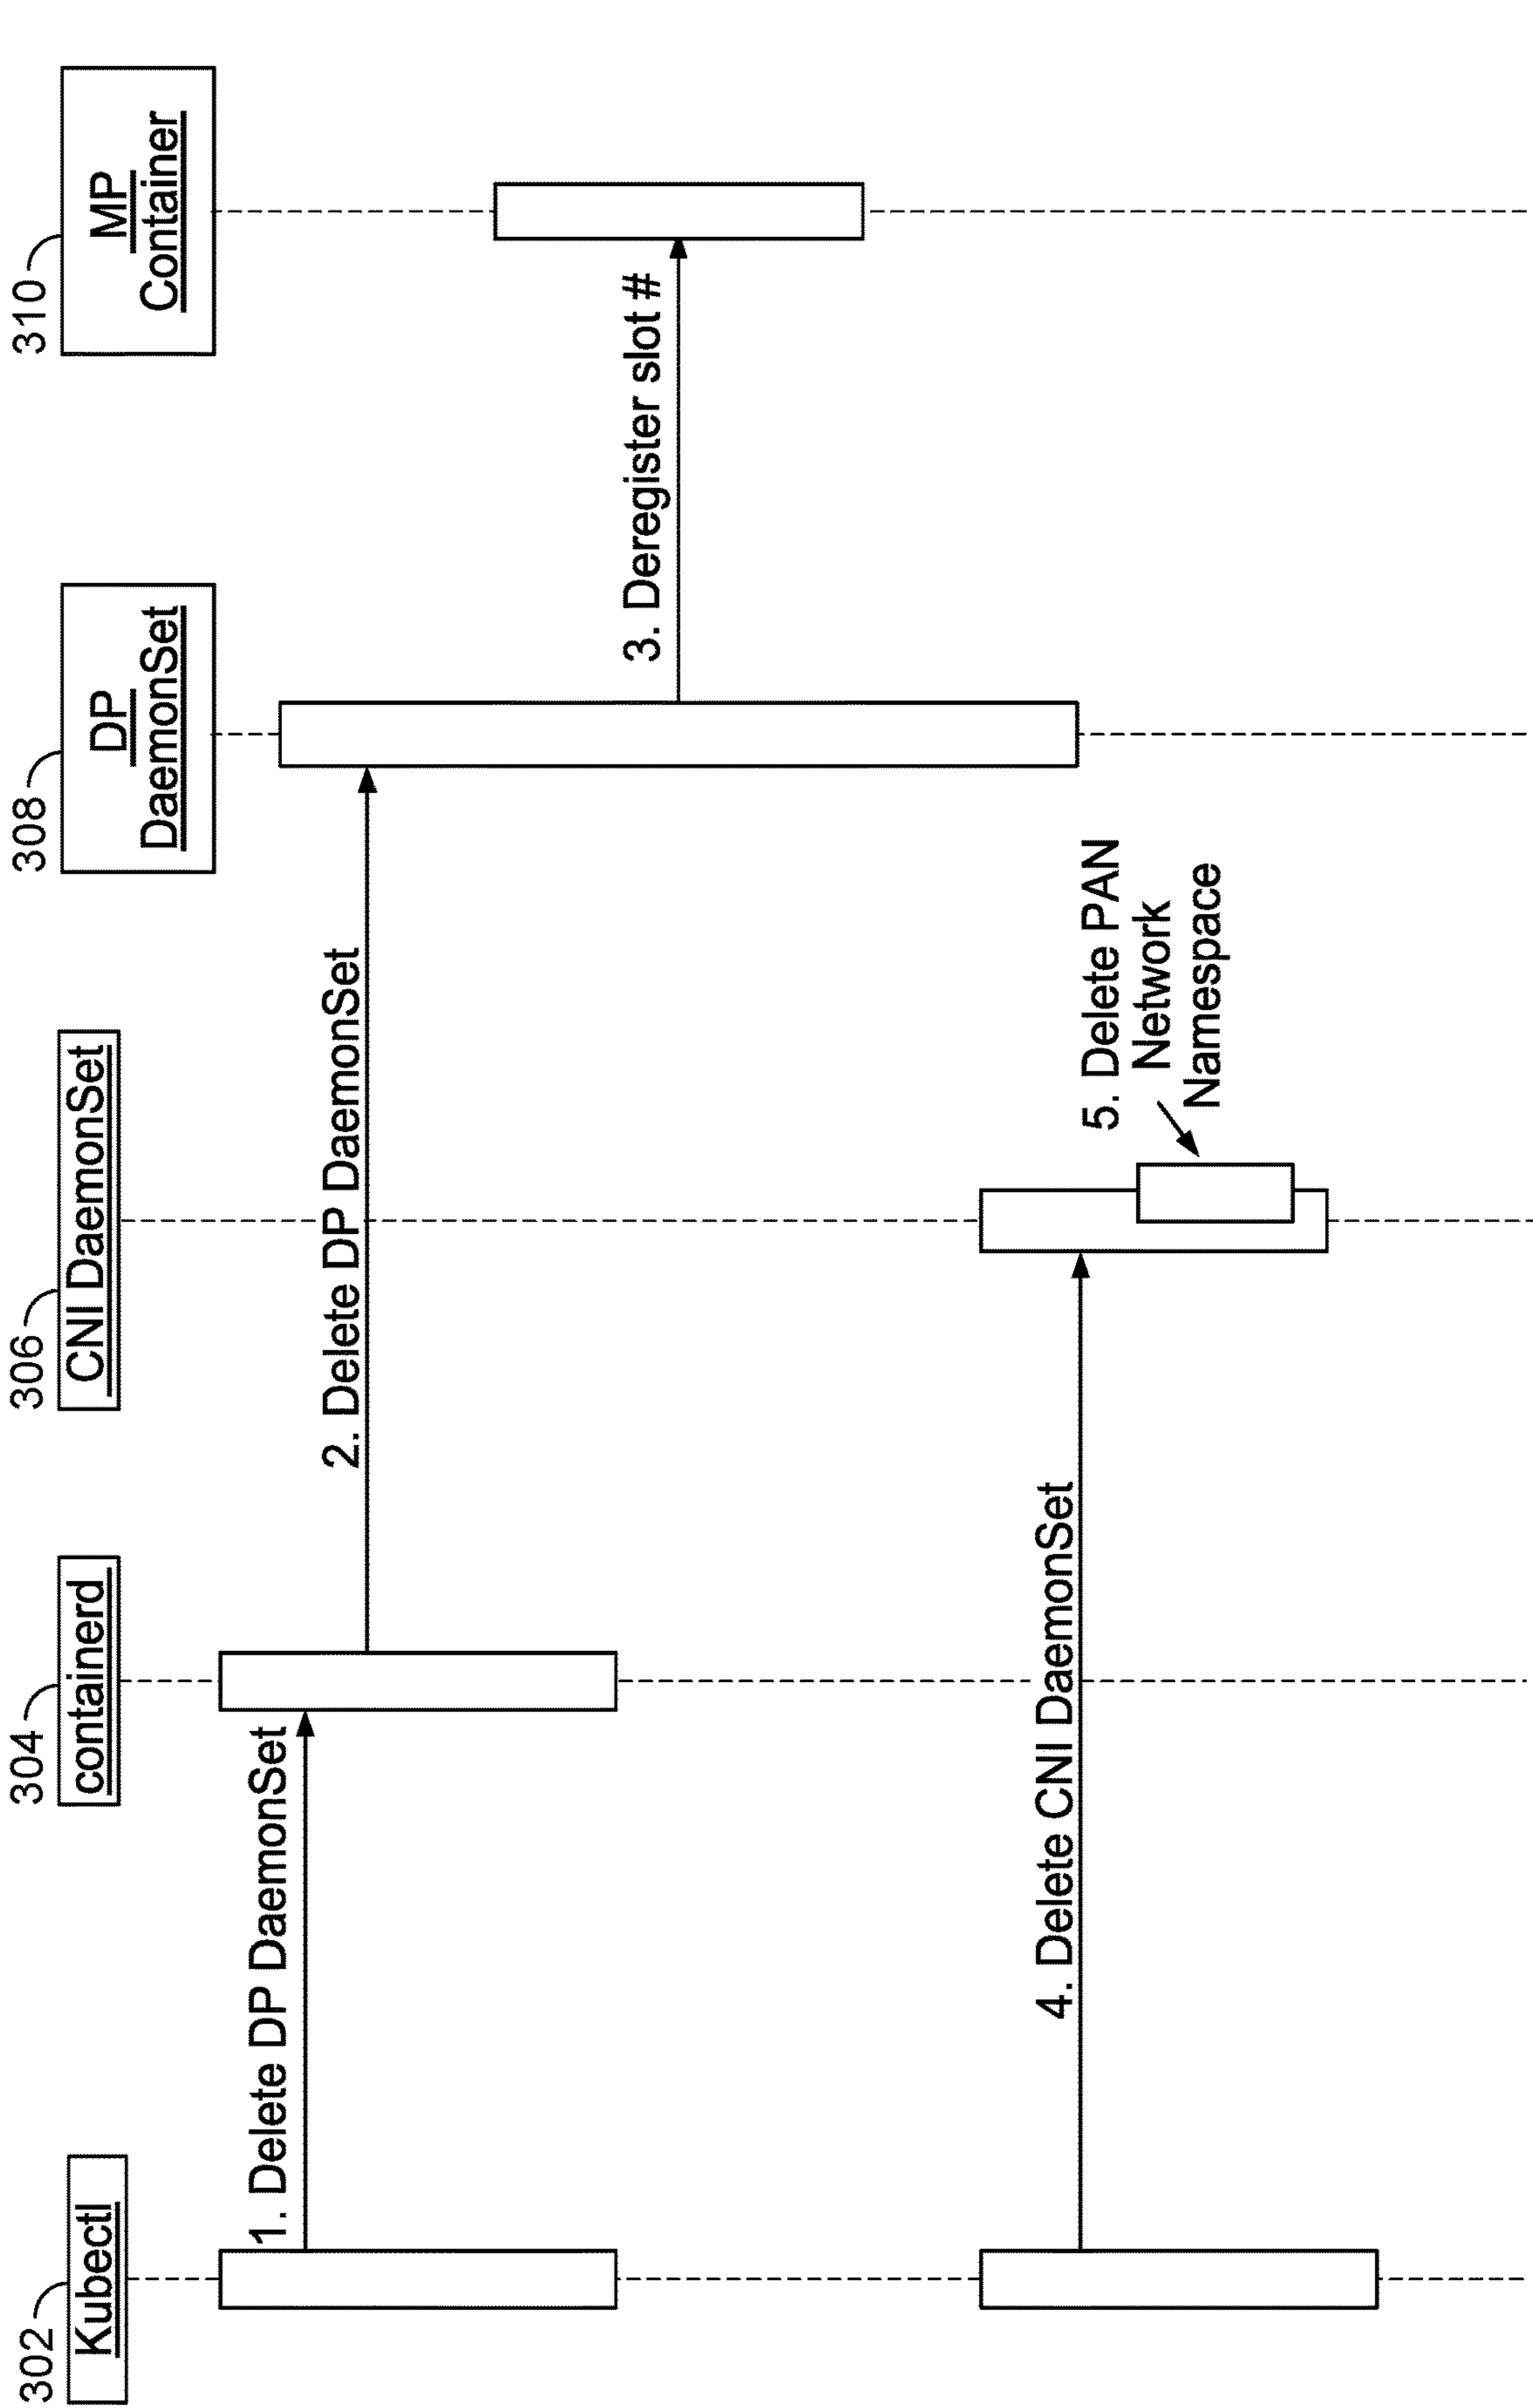 302
Kubectl
304
containerd
306
CNI DaemonSet
308
DP
DaemonSet
310
MP
Container
1. Delete DP DaemonSet
2. Delete DP DaemonSet
3. Deregister slot #
4. Delete CNI DaemonSet
5. Delete PAN
Network
Namespace